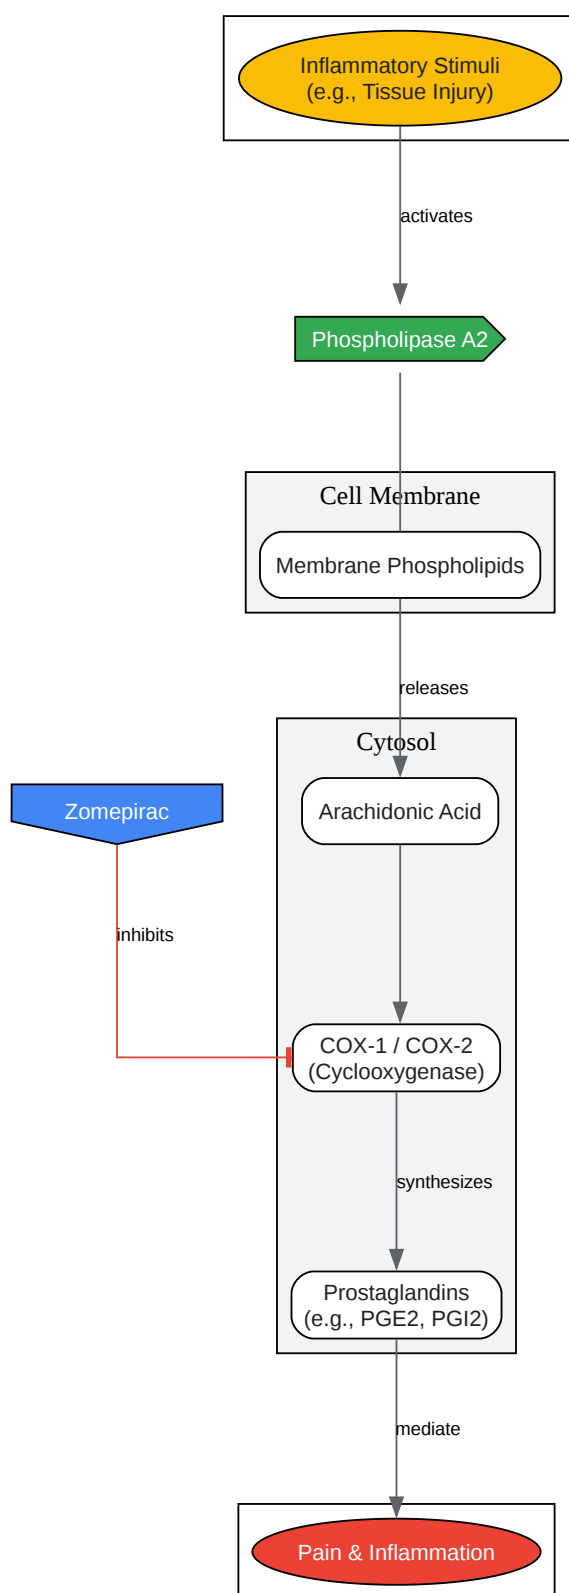 Inflammatory Stimuli
(e.g., Tissue Injury)
activates
Phospholipase A2
Cell Membrane
Membrane Phospholipids
releases
Cytosol
Zomepirac
Arachidonic Acid
inhibits
COX-1 / COX-2
(Cyclooxygenase)
synthesizes
Prostaglandins
(e.g., PGE2, PGI2)
mediate
Pain & Inflammation